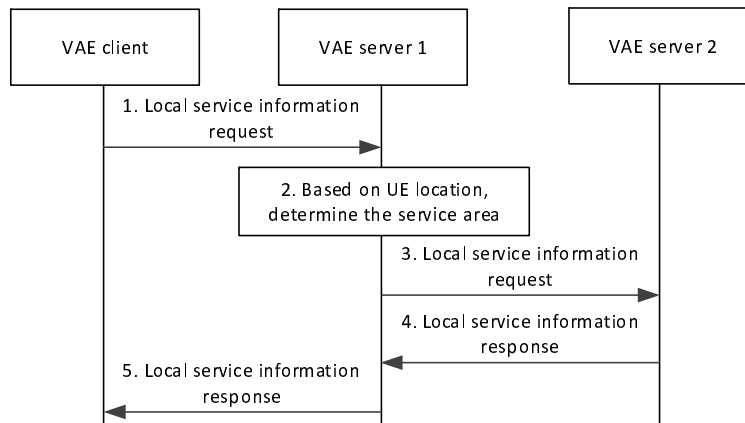 VAE client
VAE server 1
VAE server 2
1. Local service information
request
2. Based on UE location,
determine the service area
3. Local service information
request
4. Local service information
response
5. Local service information
response